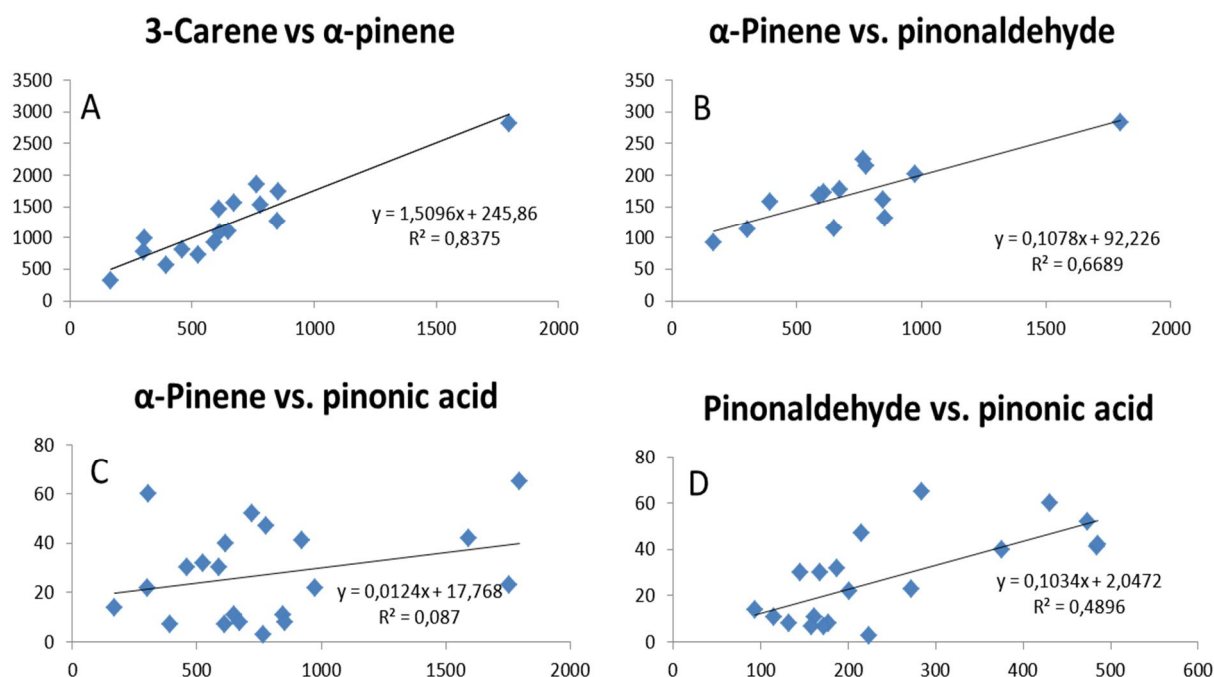 3-Carene vs α-pinene
A
3500
3000
2500
2000
1500
1000
500
0
y = 1,5096x + 245,86
R² = 0,8375
0 500 1000 1500 2000
α-Pinene vs. pinonaldehyde
B
350
300
250
200
150
100
50
0
y = 0,1078x + 92,226
R² = 0,6689
0 500 1000 1500 2000
α-Pinene vs. pinonic acid
C
80
60
40
20
0
y = 0,0124x + 17,768
R² = 0,087
0 500 1000 1500 2000
Pinonaldehyde vs. pinonic acid
D
80
60
40
20
0
y = 0,1034x + 2,0472
R² = 0,4896
0 100 200 300 400 500 600